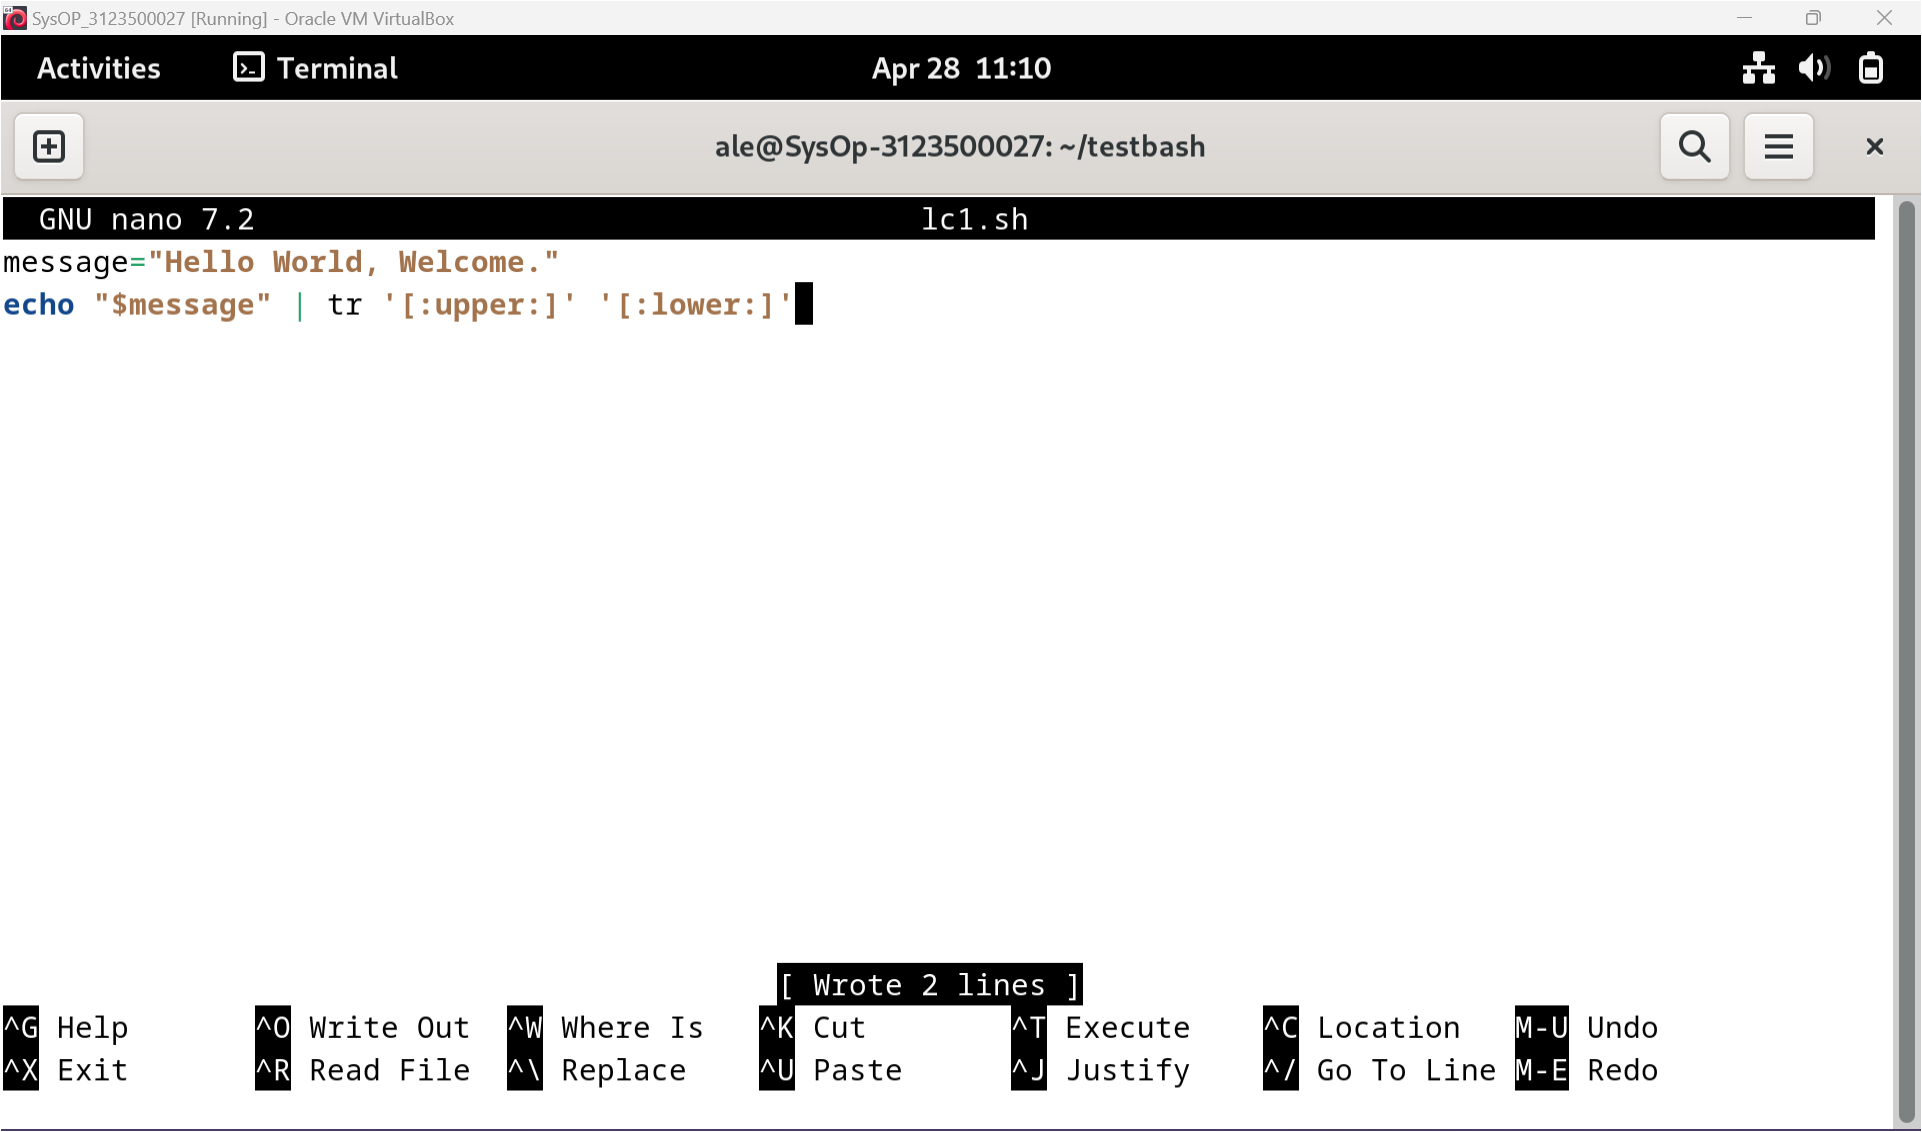 SysOP_3123500027 [Running] - Oracle VM VirtualBox
Activities Terminal Apr 28 11:10
ale@SysOp-3123500027: ~/testbash
GNU nano 7.2 lc1.sh
message="Hello World, Welcome."
echo "$message" | tr '[:upper:]' '[:lower:]'
[ Wrote 2 lines ]
^G Help ^O Write Out ^W Where Is ^K Cut ^T Execute ^C Location M-U Undo
^X Exit ^R Read File ^\ Replace ^U Paste ^J Justify ^/ Go To Line M-E Redo